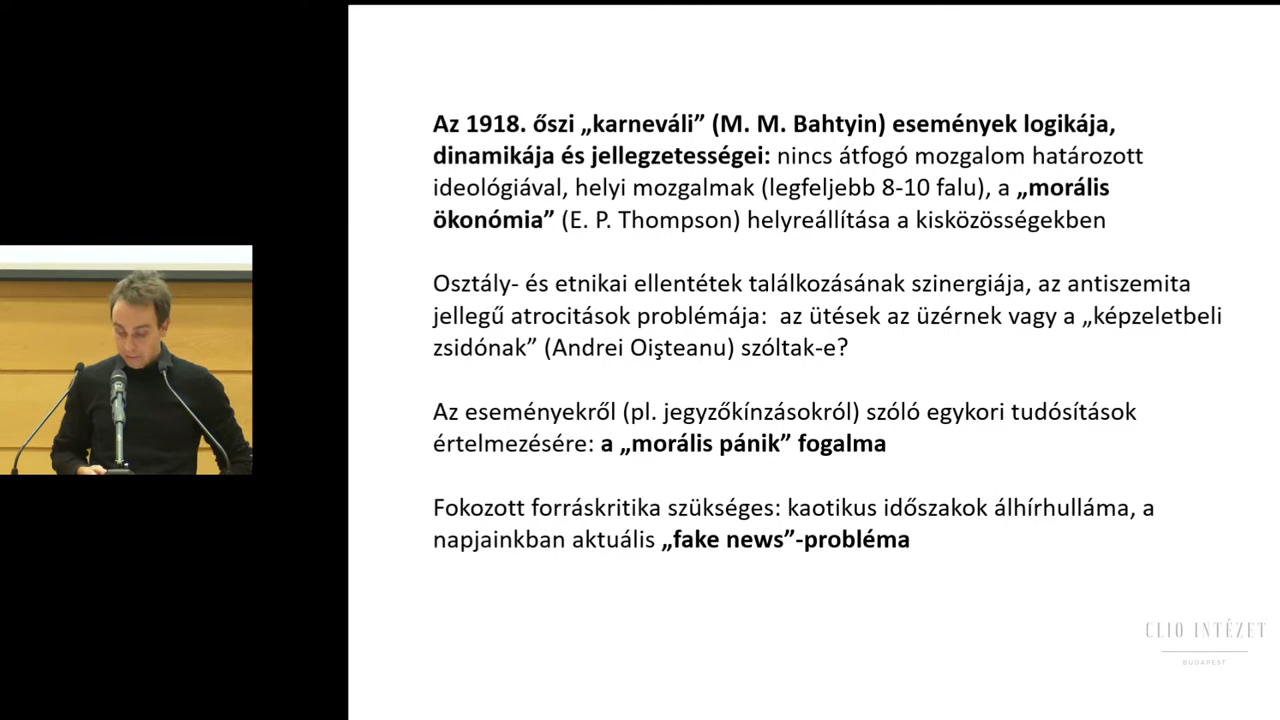 Az 1918. őszi „karneváli” (M. M. Bahtyin) események logikája,
dinamikája és jellegzetességei: nincs átfogó mozgalom határozott
ideológiával, helyi mozgalmak (legfeljebb 8-10 falu), a „morális
ökonómia” (E. P. Thompson) helyreállítása a kisközösségekben
Osztály- és etnikai ellentétek találkozásának szinergiája, az antiszemita
jellegű atrocitások problémája:  az ütések az üzérnek vagy a „képzeletbeli
zsidónak” (Andrei Oişteanu) szóltak-e?
Az eseményekről (pl. jegyzőkínzásokról) szóló egykori tudósítások
értelmezésére: a „morális pánik” fogalma
Fokozott forráskritika szükséges: kaotikus időszakok álhírhulláma, a
napjainkban aktuális „fake news”-probléma
CLIO INTÉZET
BUDAPEST